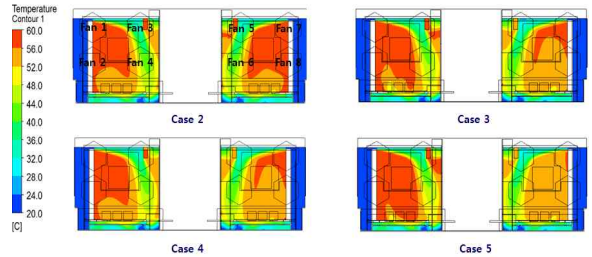 Temperature
Contour 1
60.0
56.0
52.0
48.0
44.0
40.0
36.0
32.0
28.0
24.0
20.0
[C]
Fan 1 Fan 3 Fan 5 Fan 7
Fan 2 Fan 4 Fan 6 Fan 8
Case 2
Case 3
Case 4
Case 5